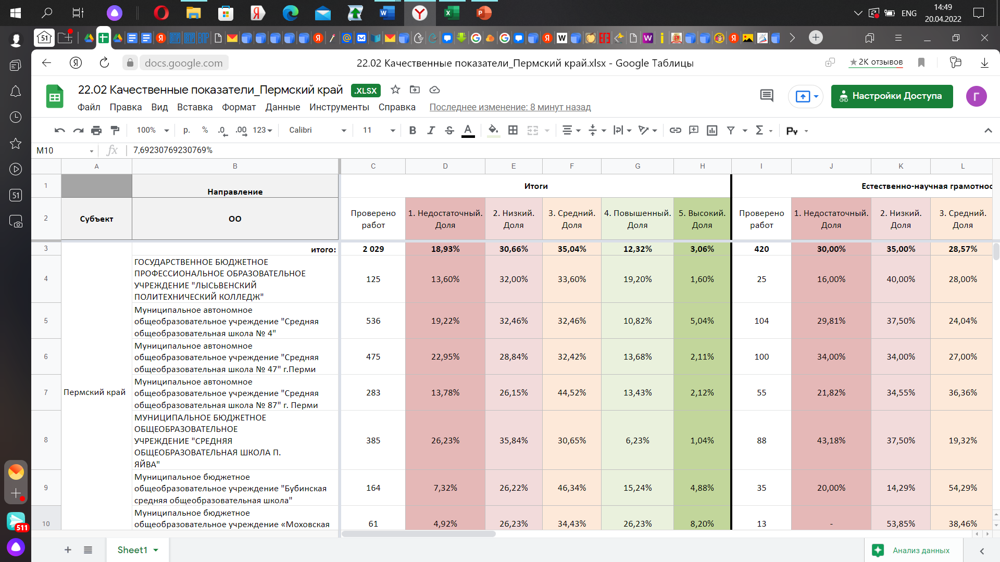 ENG
14:49
20.04.2022
51
docs.google.com
22.02 Качественные показатели_Пермский край.xlsx - Google Таблицы
★2K отзывов
22.02 Качественные показатели_Пермский край
.XLSX
Файл Правка Вид Вставка Формат Данные Инструменты Справка Последнее изменение: 8 минут назад
Настройки Доступа
Г
100% р. % .0 .00 123 Calibri 11
M10
fx
7,69230769230769%
A B C D E F G H I J K L
1 Направление Итоги Естественно-научная грамотнос
2 Субъект ОО Проверено работ 1. Недостаточный. Доля 2. Низкий. Доля 3. Средний. Доля 4. Повышенный. Доля 5. Высокий. Доля Проверено работ 1. Недостаточный. Доля 2. Низкий. Доля 3. Средний. Доля
3 итого: 2 029 18,93% 30,66% 35,04% 12,32% 3,06% 420 30,00% 35,00% 28,57%
ГОСУДАРСТВЕННОЕ БЮДЖЕТНОЕ
ПРОФЕССИОНАЛЬНОЕ ОБРАЗОВАТЕЛЬНОЕ
УЧРЕЖДЕНИЕ "ЛЫСЬВЕНСКИЙ
ПОЛИТЕХНИЧЕСКИЙ КОЛЛЕДЖ"
4 125 13,60% 32,00% 33,60% 19,20% 1,60% 25 16,00% 40,00% 28,00%
Муниципальное автономное
общеобразовательное учреждение "Средняя
общеобразовательная школа № 4"
5 536 19,22% 32,46% 32,46% 10,82% 5,04% 104 29,81% 37,50% 24,04%
Муниципальное автономное
общеобразовательное учреждение "Средняя
общеобразовательная школа № 47" г.Перми
6 475 22,95% 28,84% 32,42% 13,68% 2,11% 100 34,00% 34,00% 27,00%
Пермский край
Муниципальное автономное
общеобразовательное учреждение "Средняя
общеобразовательная школа № 87" г. Перми
7 283 13,78% 26,15% 44,52% 13,43% 2,12% 55 21,82% 34,55% 36,36%
МУНИЦИПАЛЬНОЕ БЮДЖЕТНОЕ
ОБЩЕОБРАЗОВАТЕЛЬНОЕ
УЧРЕЖДЕНИЕ "СРЕДНЯЯ
ОБЩЕОБРАЗОВАТЕЛЬНАЯ ШКОЛА П.
ЯЙВА"
8 385 26,23% 35,84% 30,65% 6,23% 1,04% 88 43,18% 37,50% 19,32%
Муниципальное бюджетное
общеобразовательное учреждение "Бубинская
средняя общеобразовательная школа"
9 164 7,32% 26,22% 46,34% 15,24% 4,88% 35 20,00% 14,29% 54,29%
Муниципальное бюджетное
общеобразовательное учреждение «Моховская
10 61 4,92% 26,23% 34,43% 26,23% 8,20% 13 - 53,85% 38,46%
51
511
Sheet1
Анализ данных